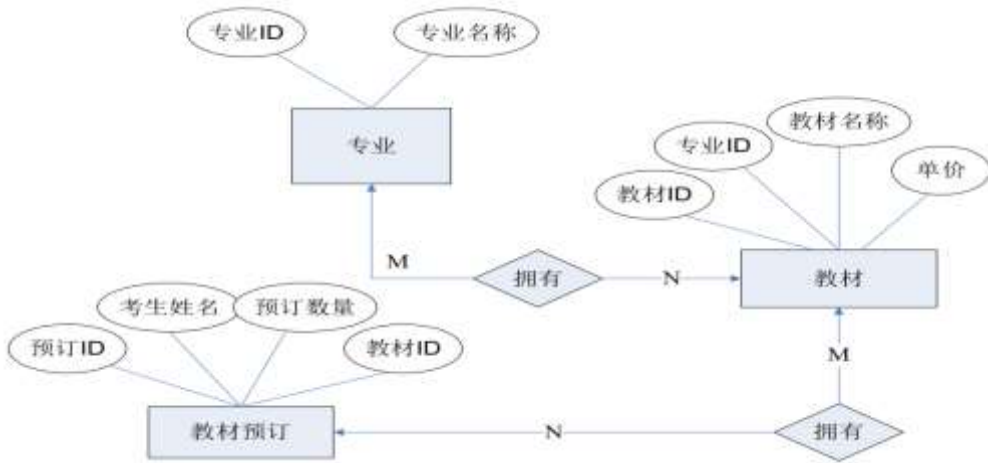 专业ID
专业名称
专业
教材名称
专业ID
单价
教材ID
M
拥有
N
教材
考生姓名
预订数量
预订ID
教材ID
M
教材预订
N
拥有